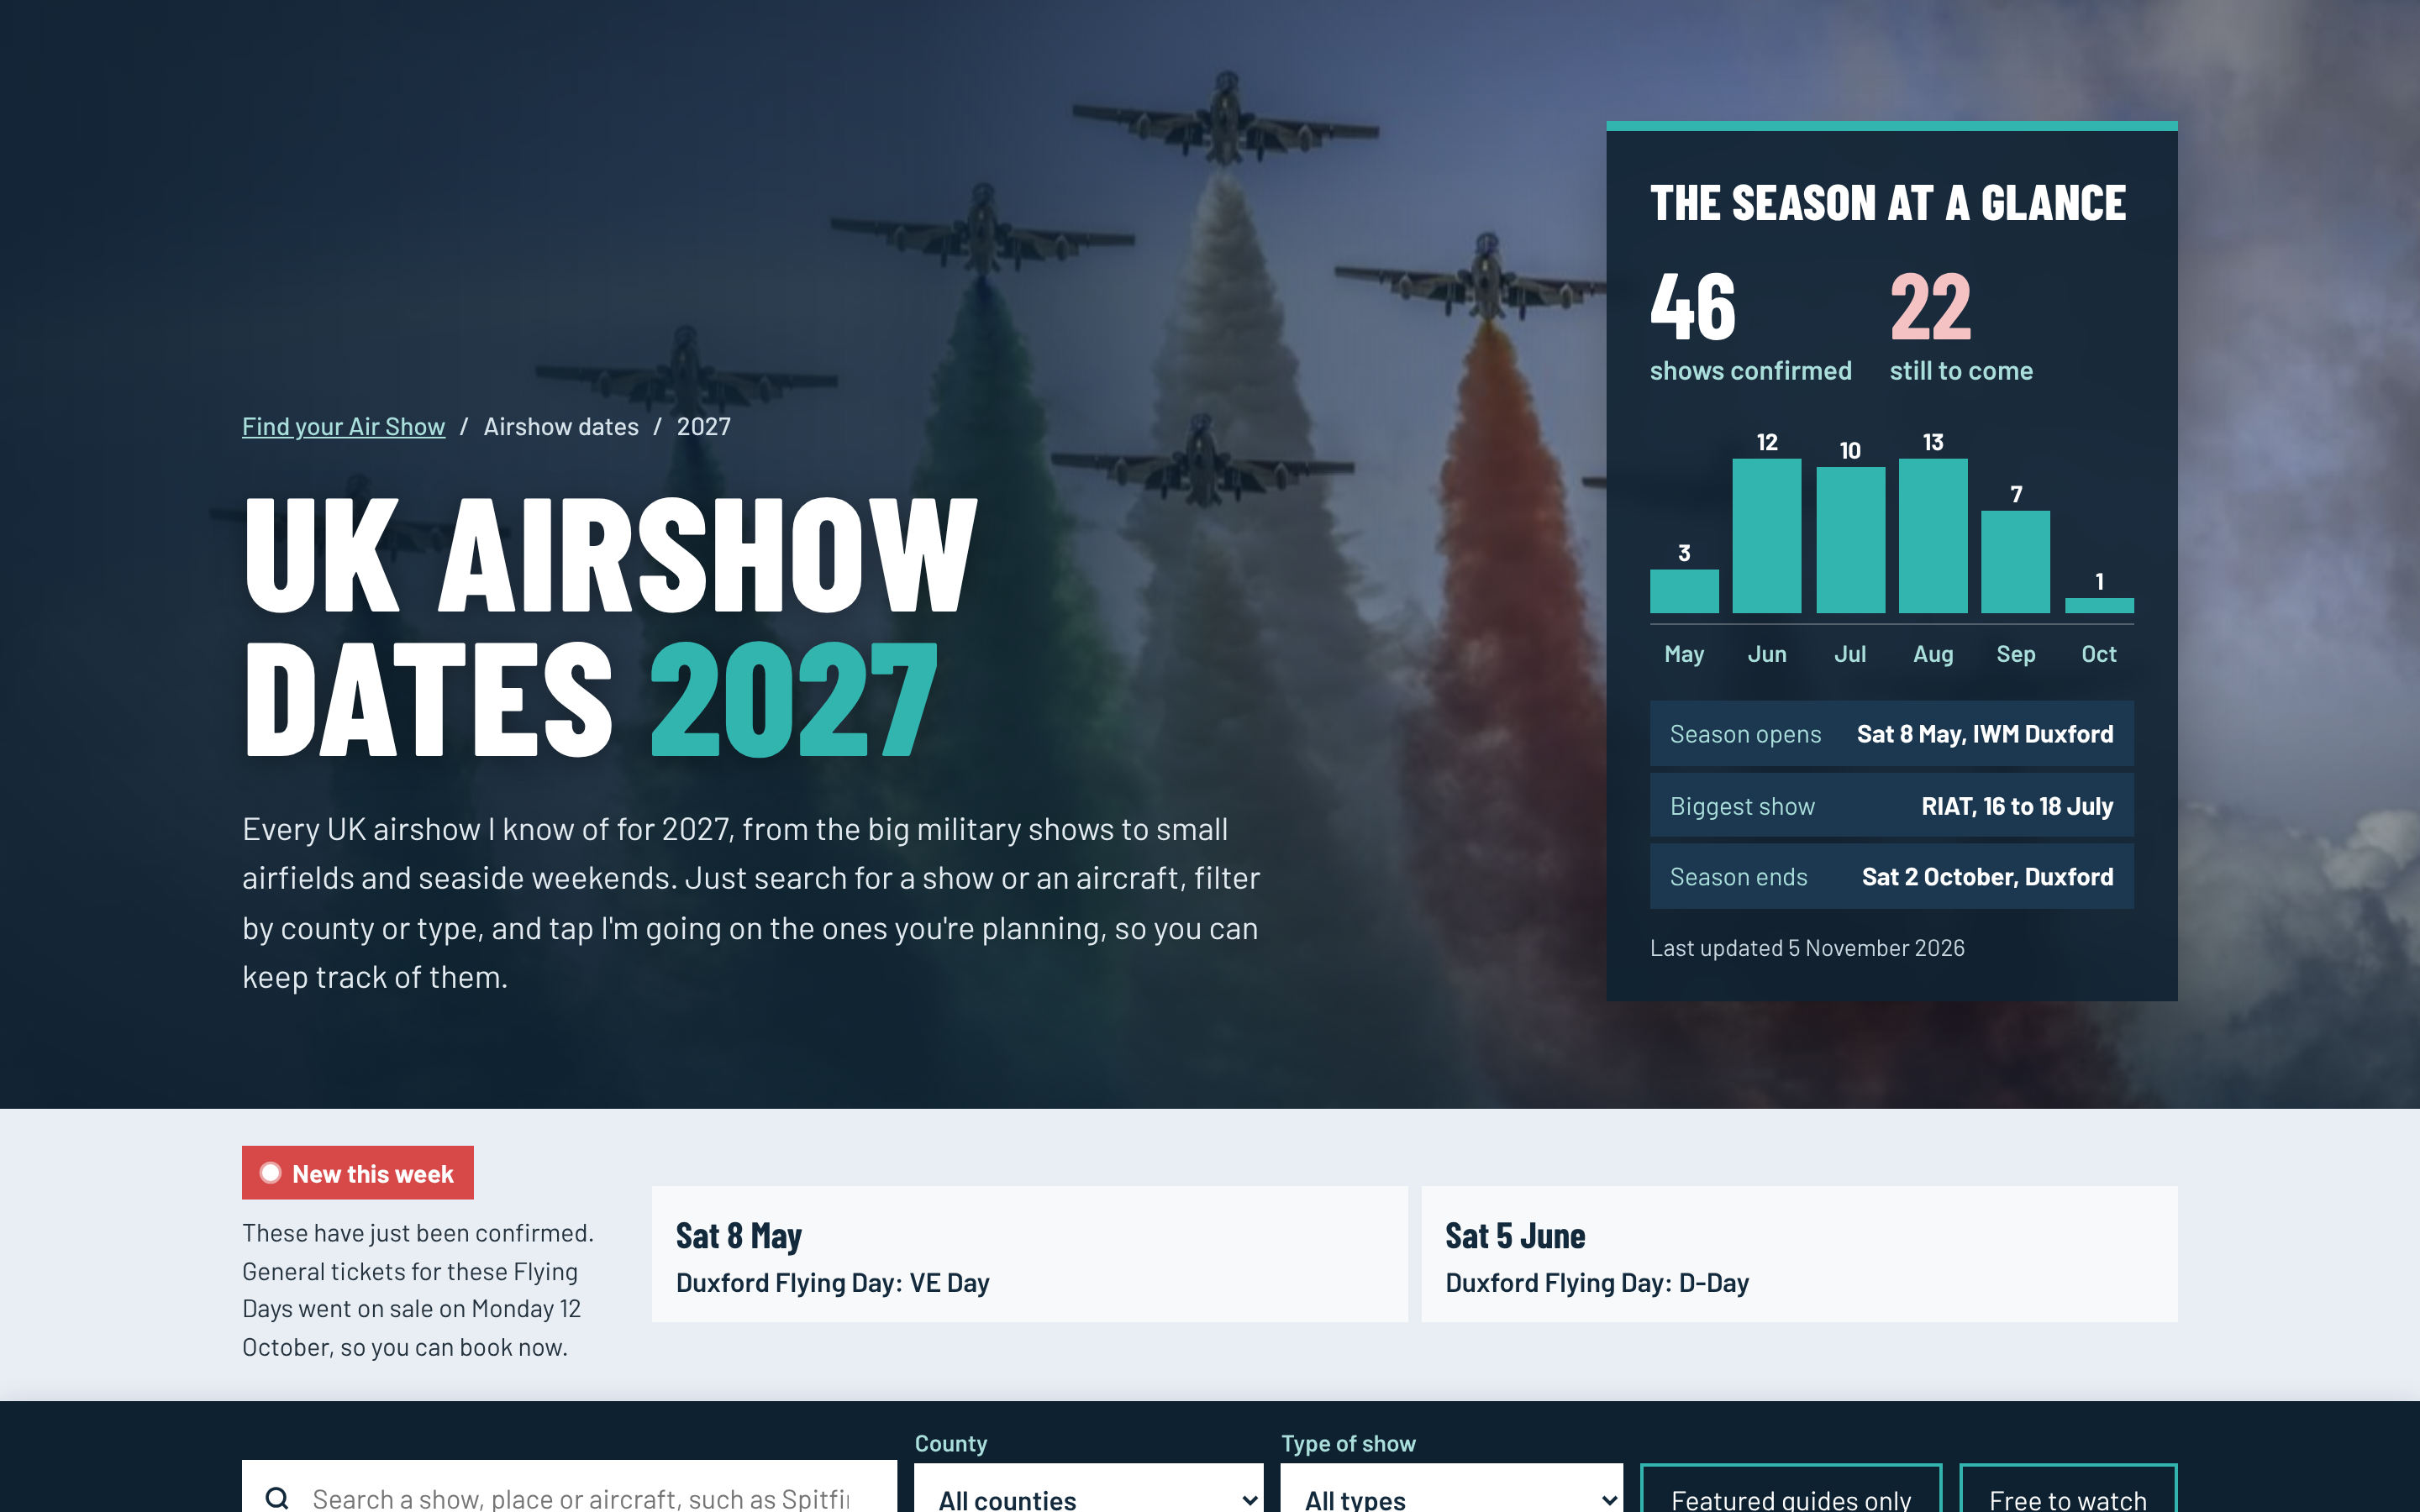 Find your Air Show / Airshow dates / 2027
UK AIRSHOW
DATES 2027
Every UK airshow I know of for 2027, from the big military shows to small
airfields and seaside weekends. Just search for a show or an aircraft, filter
by county or type, and tap I'm going on the ones you're planning, so you can
keep track of them.
THE SEASON AT A GLANCE
46 22
shows confirmed still to come
3 12 10 13 7 1
May Jun Jul Aug Sep Oct
Season opens Sat 8 May, IWM Duxford
Biggest show RIAT, 16 to 18 July
Season ends Sat 2 October, Duxford
Last updated 5 November 2026
New this week
These have just been confirmed.
General tickets for these Flying
Days went on sale on Monday 12
October, so you can book now.
Sat 8 May
Duxford Flying Day: VE Day
Sat 5 June
Duxford Flying Day: D-Day
County
Type of show
Search a show, place or aircraft, such as
All counties
All types
Featured guides only
Free to watch